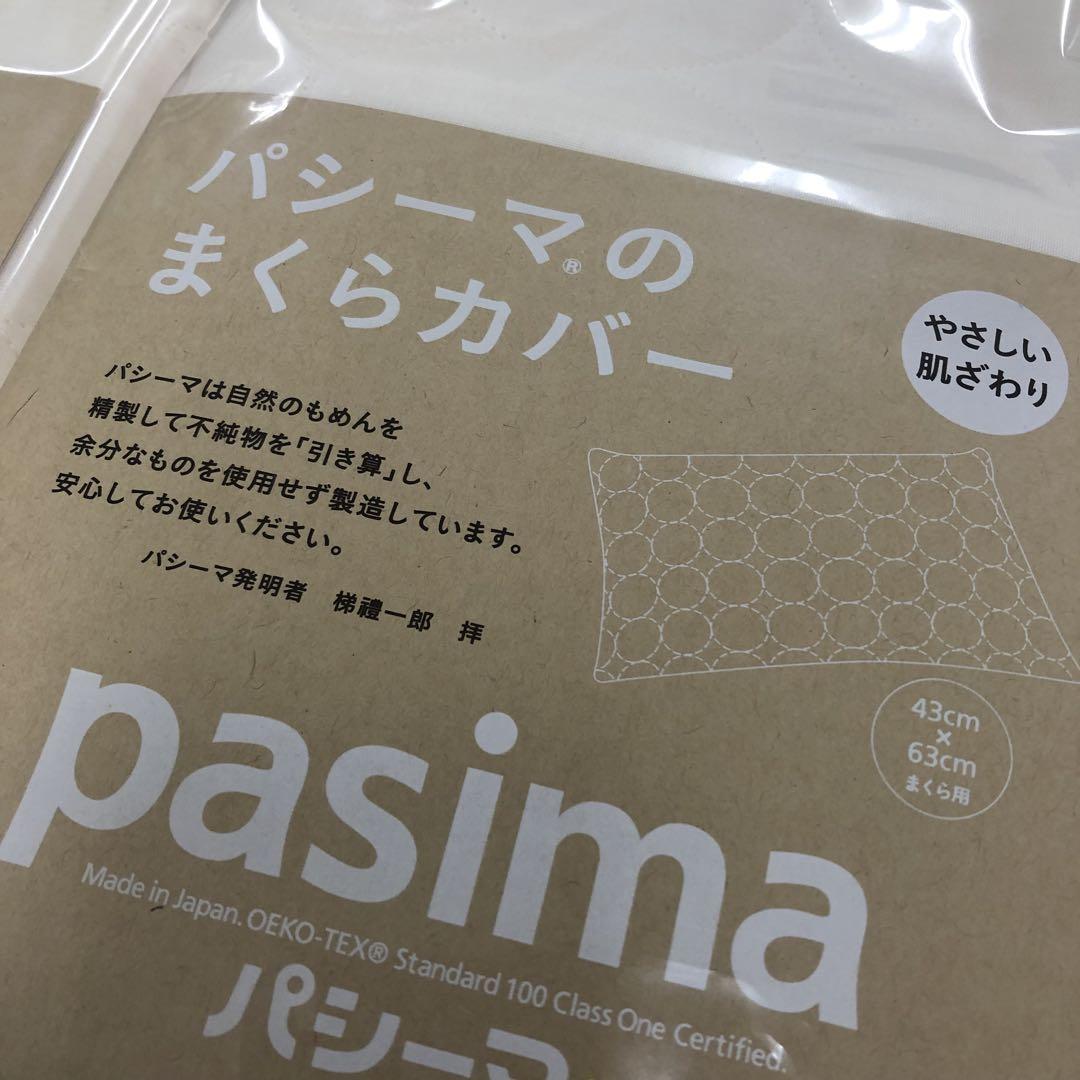 パシーマ®の
まくらカバー
やさしい
肌ざわり
パシーマは自然のもめんを
精製して不純物を「引き算」し、
余分なものを使用せず製造しています。
安心してお使いください。
パシーマ発明者 梯禮一郎 拝
43cm
×
63cm
まくら用
pasima
Made in Japan. OEKO-TEX® Standard 100 Class One Certified.
パシーマ